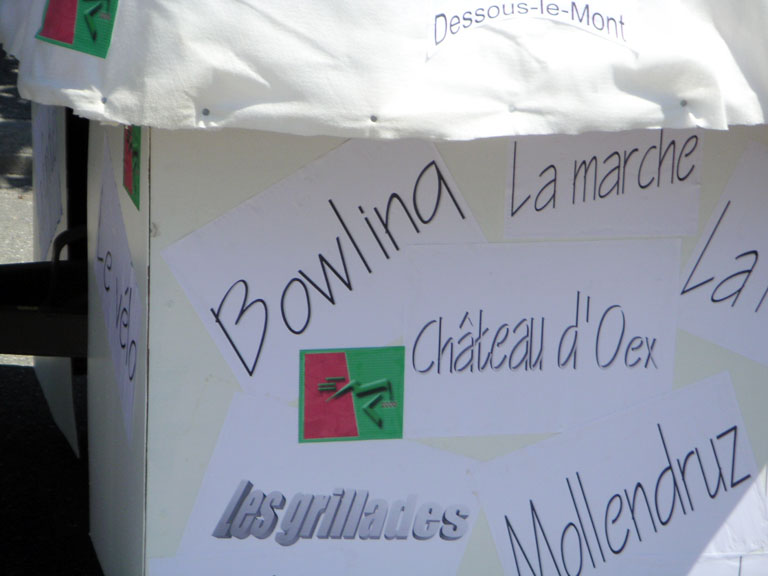 Dessous-le-Mont
La marche
Bowling
La
Le vélo
Château d'Oex
Les grillades
Mollendruz